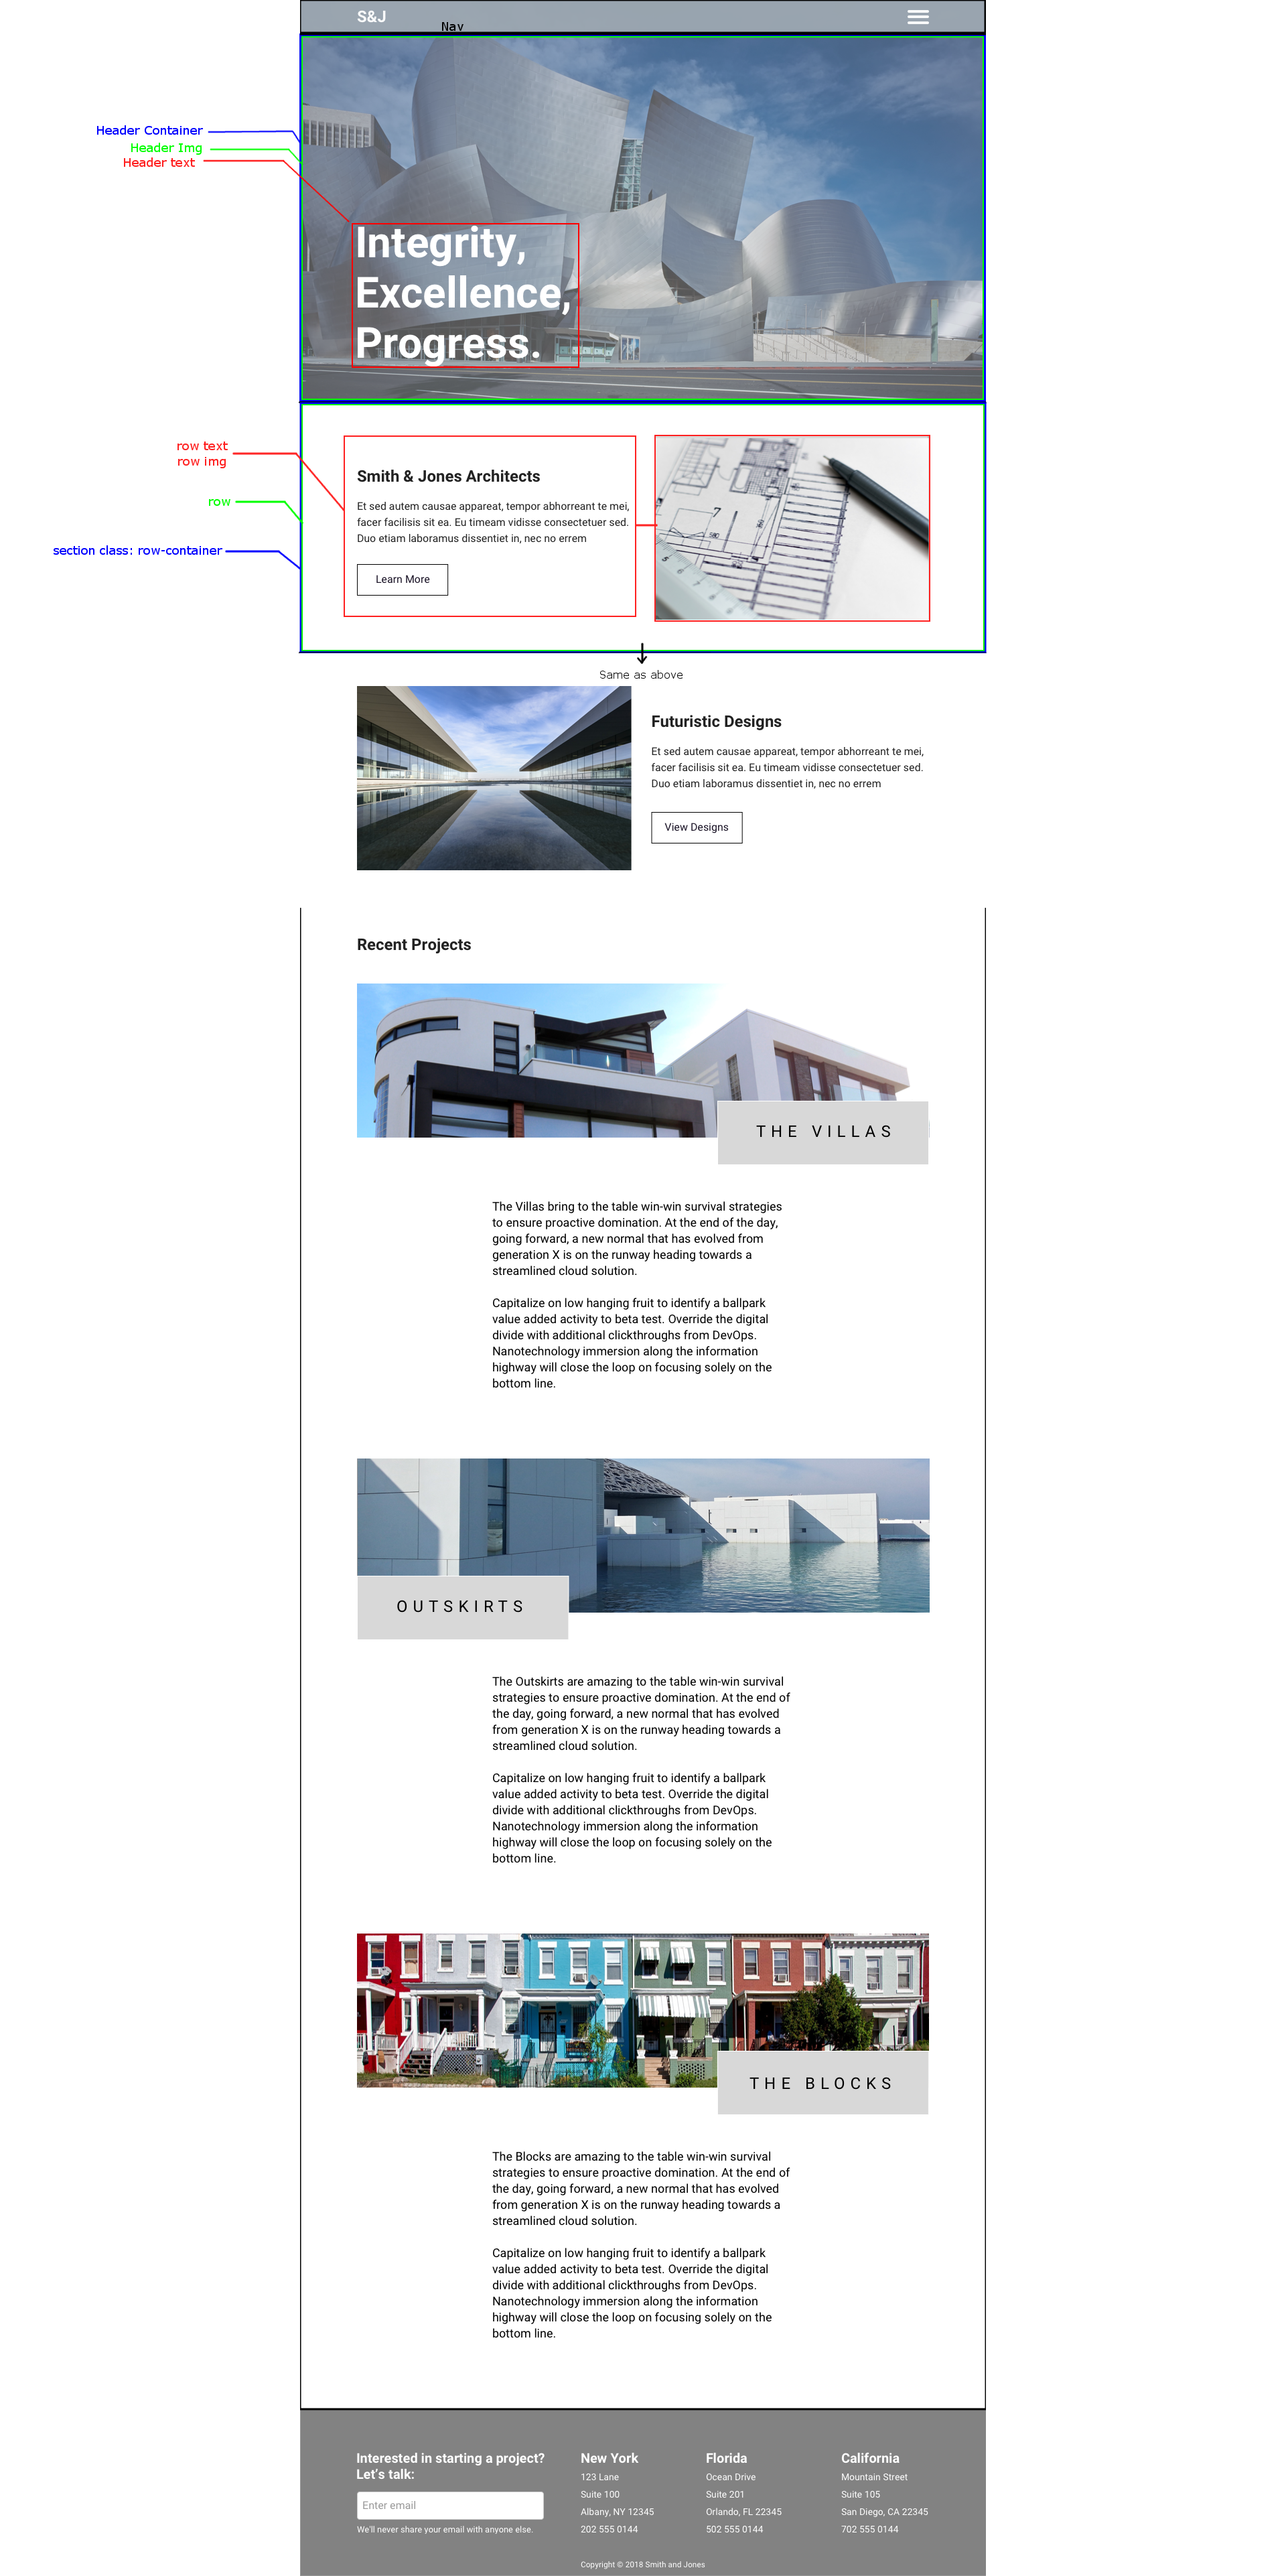 S&J
Nav
Header Container
Header Img
Header text
Integrity,
Excellence,
Progress.
row text
row img
row
section class: row-container
Smith & Jones Architects
Et sed autem causae appareat, tempor abhorreant te mei,
facer facilisis sit ea. Eu timeam vidisse consectetuer sed.
Duo etiam laboramus dissentiet in, nec no errem
Learn More
7
Same as above
Futuristic Designs
Et sed autem causae appareat, tempor abhorreant te mei,
facer facilisis sit ea. Eu timeam vidisse consectetuer sed.
Duo etiam laboramus dissentiet in, nec no errem
View Designs
Recent Projects
THE VILLAS
The Villas bring to the table win-win survival strategies
to ensure proactive domination. At the end of the day,
going forward, a new normal that has evolved from
generation X is on the runway heading towards a
streamlined cloud solution.
Capitalize on low hanging fruit to identify a ballpark
value added activity to beta test. Override the digital
divide with additional clickthroughs from DevOps.
Nanotechnology immersion along the information
highway will close the loop on focusing solely on the
bottom line.
OUTSKIRTS
The Outskirts are amazing to the table win-win survival
strategies to ensure proactive domination. At the end of
the day, going forward, a new normal that has evolved
from generation X is on the runway heading towards a
streamlined cloud solution.
Capitalize on low hanging fruit to identify a ballpark
value added activity to beta test. Override the digital
divide with additional clickthroughs from DevOps.
Nanotechnology immersion along the information
highway will close the loop on focusing solely on the
bottom line.
THE BLOCKS
The Blocks are amazing to the table win-win survival
strategies to ensure proactive domination. At the end of
the day, going forward, a new normal that has evolved
from generation X is on the runway heading towards a
streamlined cloud solution.
Capitalize on low hanging fruit to identify a ballpark
value added activity to beta test. Override the digital
divide with additional clickthroughs from DevOps.
Nanotechnology immersion along the information
highway will close the loop on focusing solely on the
bottom line.
Interested in starting a project?
Let's talk:
Enter email
We'll never share your email with anyone else.
New York
123 Lane
Suite 100
Albany, NY 12345
202 555 0144
Florida
Ocean Drive
Suite 201
Orlando, FL 22345
502 555 0144
California
Mountain Street
Suite 105
San Diego, CA 22345
702 555 0144
Copyright © 2018 Smith and Jones